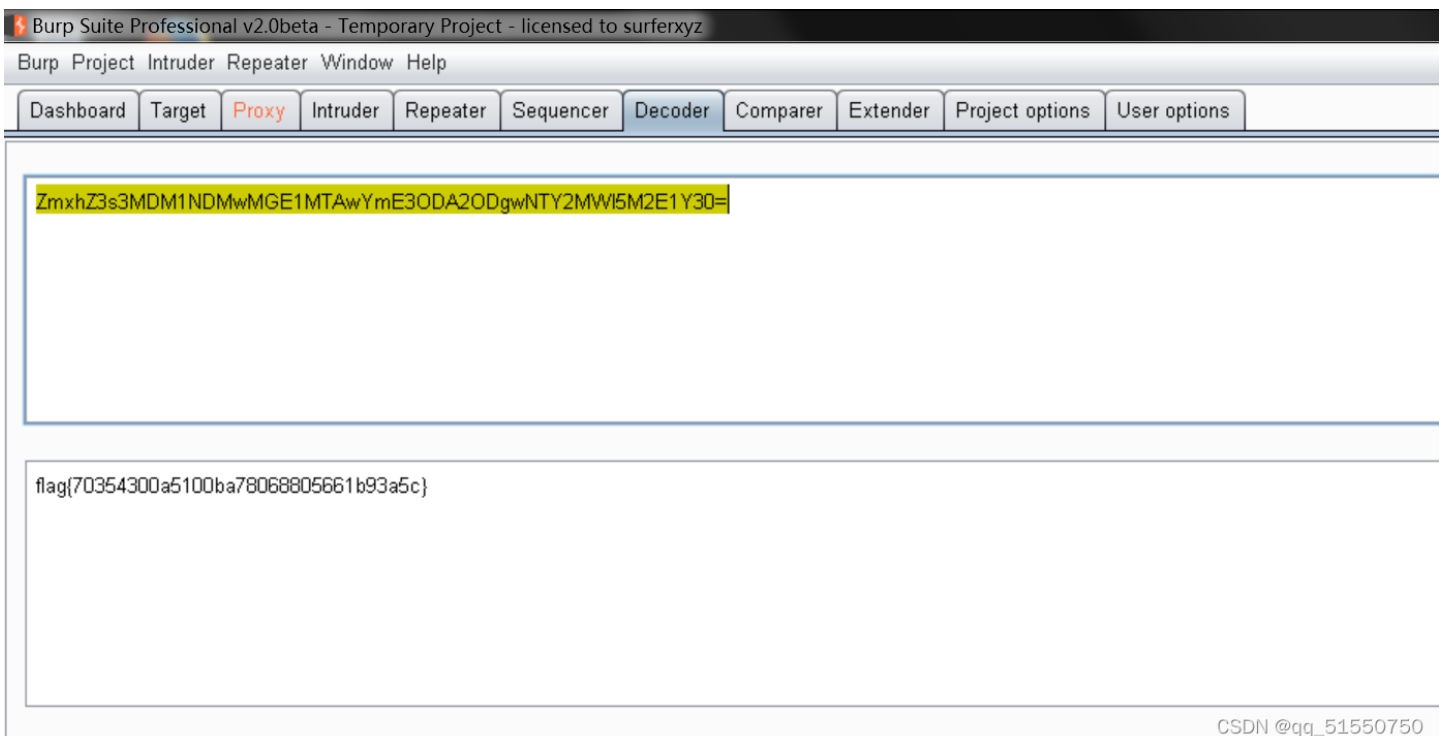 Burp Suite Professional v2.0beta - Temporary Project - licensed to surferxyz
Burp Project Intruder Repeater Window Help
Dashboard Target Proxy Intruder Repeater Sequencer Decoder Comparer Extender Project options User options
ZmxhZ3s3MDM1NDMwMGE1MTAwYmE3ODA2ODgwNTY2MWI5M2E1Y30=
flag{70354300a5100ba78068805661b93a5c}
CSDN @qq_51550750